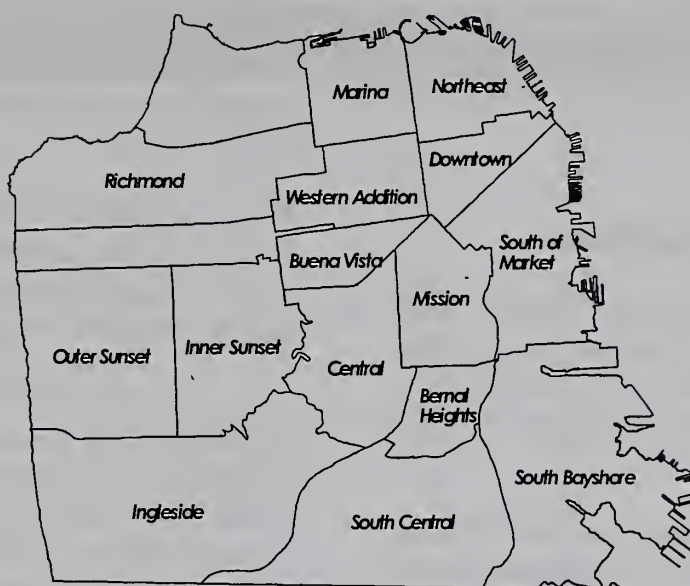 Marina
Northeast
Richmond
Downtown
Western Addition
South of
Market
Buena Vista
Mission
Outer Sunset
Inner Sunset
Central
Bernal
Heights
South Bayshare
Ingleside
South Central